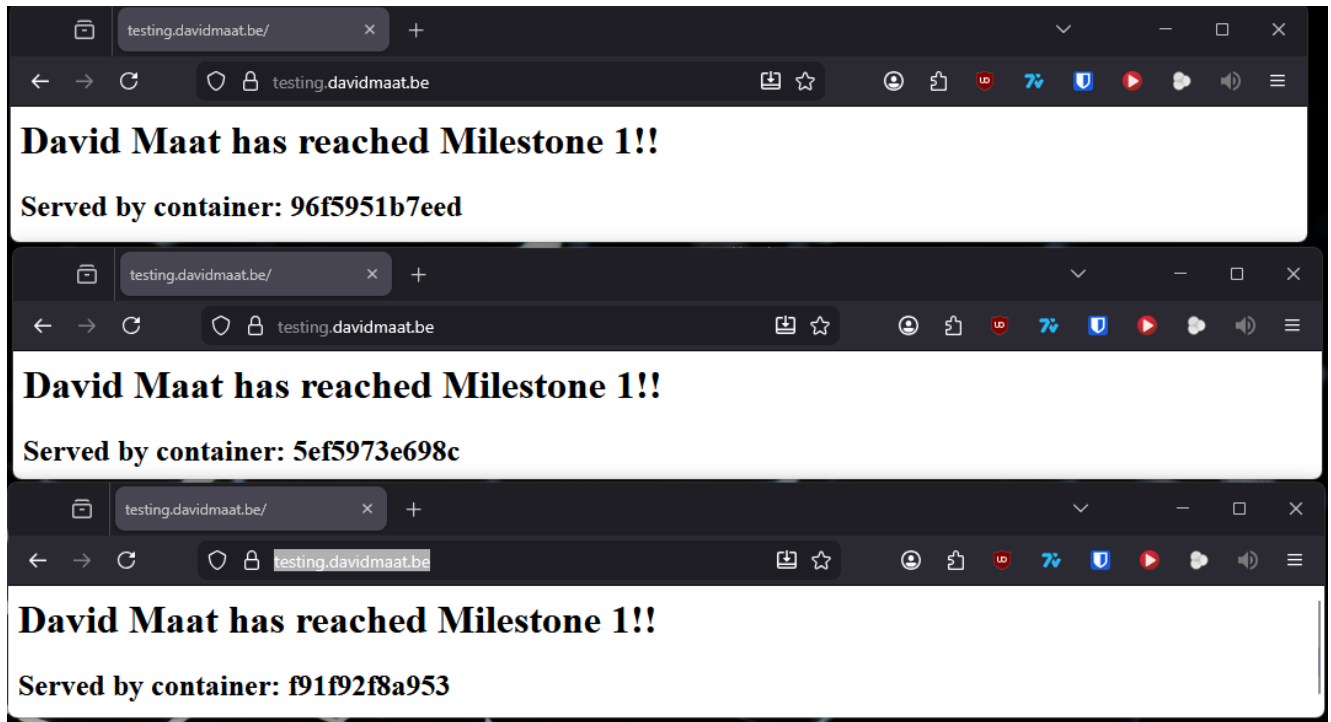 testing.davidmaat.be/
testing.davidmaat.be
David Maat has reached Milestone 1!!
Served by container: 96f5951b7eed
testing.davidmaat.be/
testing.davidmaat.be
David Maat has reached Milestone 1!!
Served by container: 5ef5973e698c
testing.davidmaat.be/
testing.davidmaat.be
David Maat has reached Milestone 1!!
Served by container: f91f92f8a953